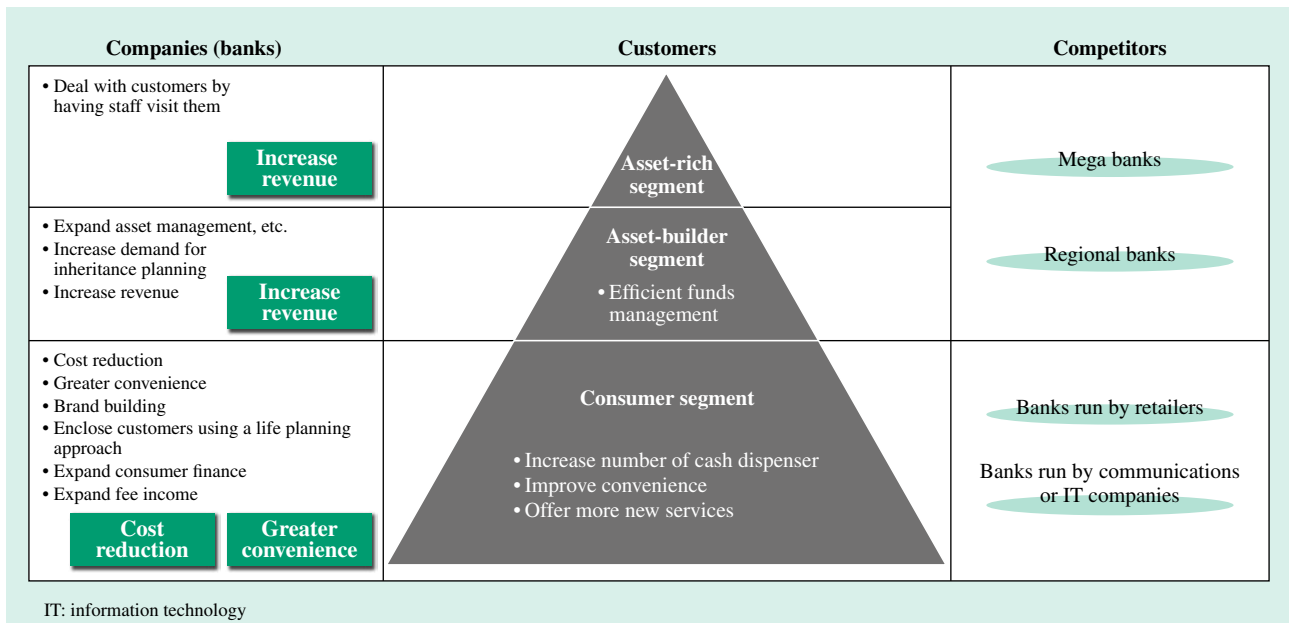 Companies (banks)
Customers
Competitors
• Deal with customers by
having staff visit them
Increase
revenue
Asset-rich
segment
Mega banks
• Expand asset management, etc.
• Increase demand for
inheritance planning
• Increase revenue
Increase
revenue
Asset-builder
segment
• Efficient funds
management
Regional banks
• Cost reduction
• Greater convenience
• Brand building
• Enclose customers using a life planning
approach
• Expand consumer finance
• Expand fee income
Cost
reduction
Greater
convenience
Consumer segment
• Increase number of cash dispenser
• Improve convenience
• Offer more new services
Banks run by retailers
Banks run by communications
or IT companies
IT: information technology